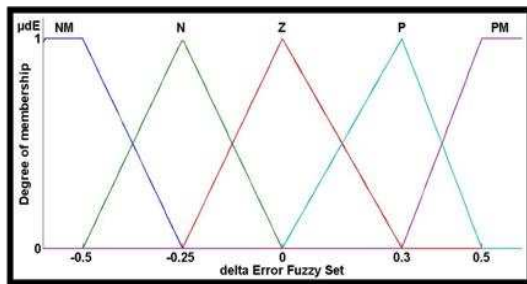 µdE NM N Z P PM
1
Degree of membership
0
-0.5 -0.25 0 0.3 0.5
delta Error Fuzzy Set